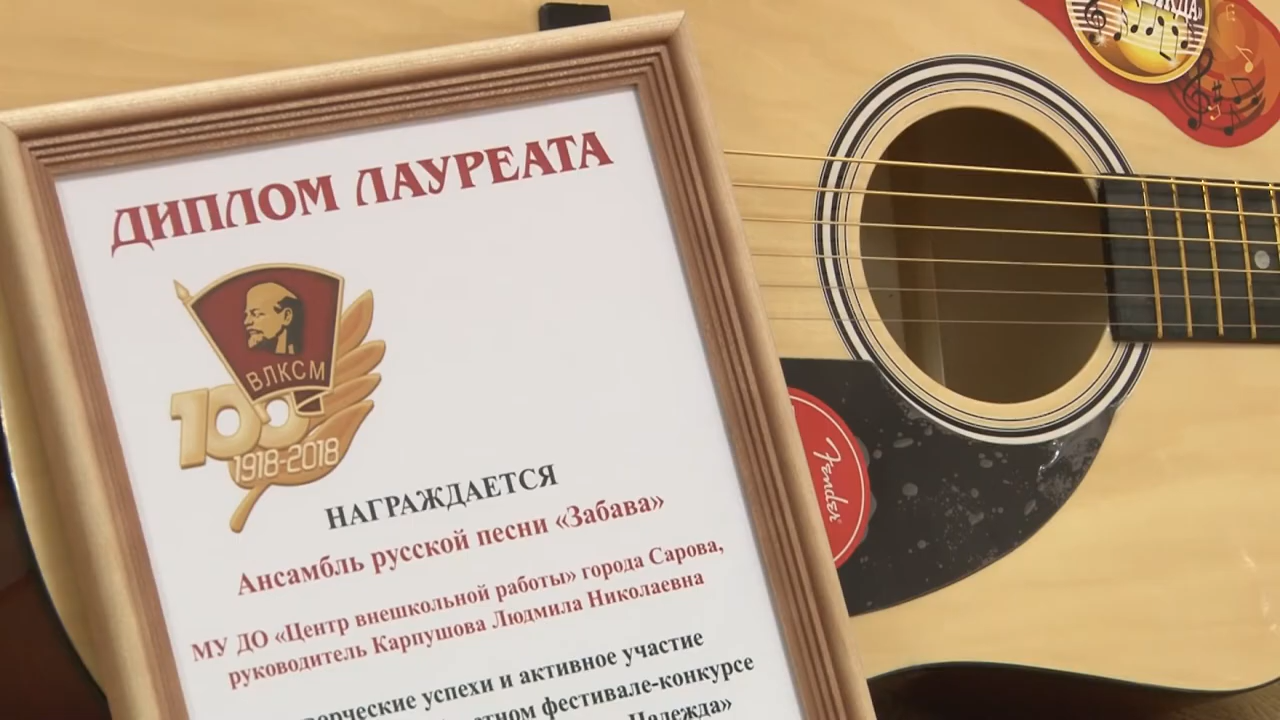 ДИПЛОМ ЛАУРЕАТА
ВЛКСМ
100
1918-2018
НАГРАЖДАЕТСЯ
Ансамбль русской песни «Забава»
МУ ДО «Центр внешкольной работы» города Сарова,
руководитель Карпушова Людмила Николаевна
успехи и активное участие
фестивале-конкурсе
Надежда»
Fender